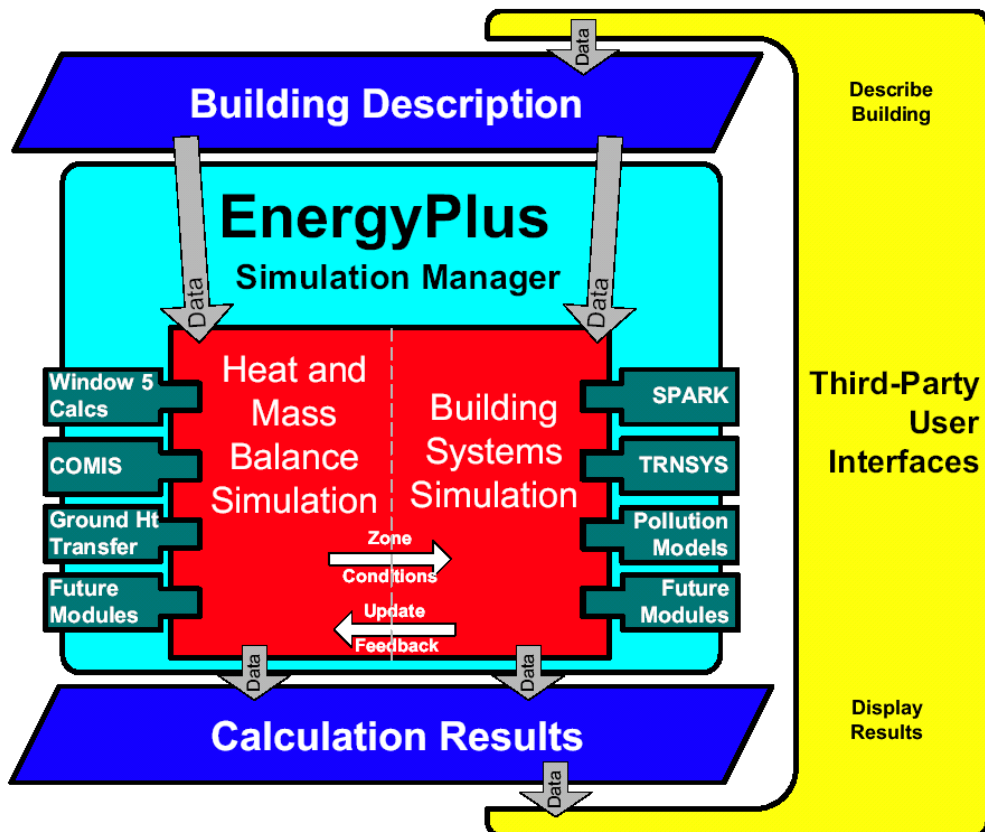 Data
Building Description
Describe
Building
EnergyPlus
Simulation Manager
Data
Data
Window 5
Calcs
COMIS
Ground Ht
Transfer
Future
Modules
Heat and
Mass
Balance
Simulation
Building
Systems
Simulation
Zone
Conditions
Update
Feedback
SPARK
TRNSYS
Pollution
Models
Future
Modules
Third-Party
User
Interfaces
Data
Data
Calculation Results
Display
Results
Data